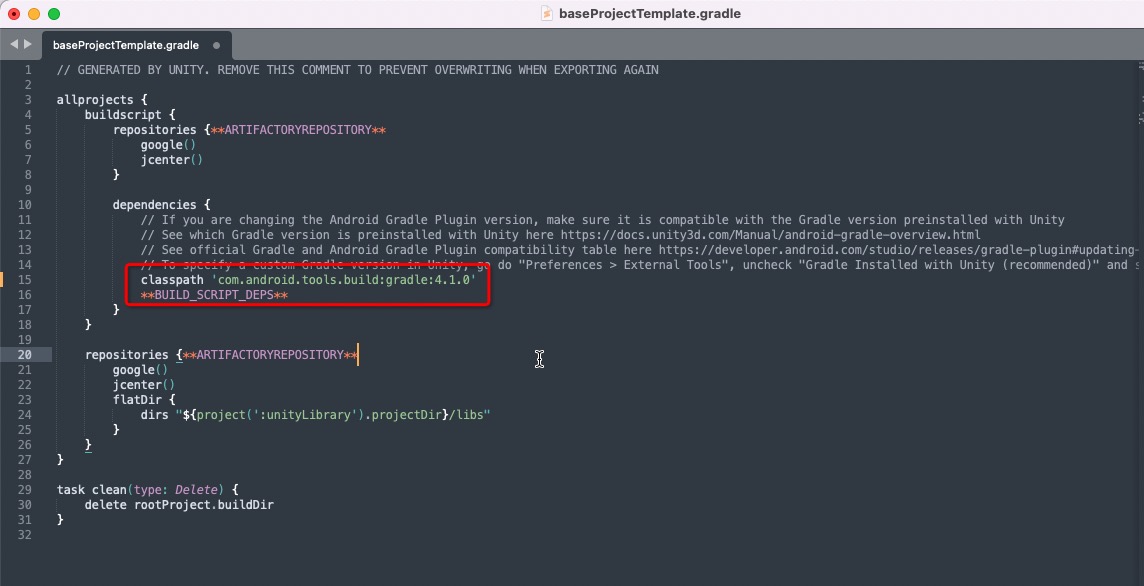 baseProjectTemplate.gradle
baseProjectTemplate.gradle
1 // GENERATED BY UNITY. REMOVE THIS COMMENT TO PREVENT OVERWRITING WHEN EXPORTING AGAIN
2
3 allprojects {
4     buildscript {
5         repositories {**ARTIFACTORYREPOSITORY**
6             google()
7             jcenter()
8         }
9
10         dependencies {
11             // If you are changing the Android Gradle Plugin version, make sure it is compatible with the Gradle version preinstalled with Unity
12             // See which Gradle version is preinstalled with Unity here https://docs.unity3d.com/Manual/android-gradle-overview.html
13             // See official Gradle and Android Gradle Plugin compatibility table here https://developer.android.com/studio/releases/gradle-plugin#updating-
14             // To specify a custom Gradle version in Unity, go do "Preferences > External Tools", uncheck "Gradle Installed with Unity (recommended)" and s
15             classpath 'com.android.tools.build:gradle:4.1.0'
16             **BUILD_SCRIPT_DEPS**
17         }
18     }
19
20     repositories {**ARTIFACTORYREPOSITORY**
21         google()
22         jcenter()
23         flatDir {
24             dirs "${project(':unityLibrary').projectDir}/libs"
25         }
26     }
27 }
28
29 task clean(type: Delete) {
30     delete rootProject.buildDir
31 }
32